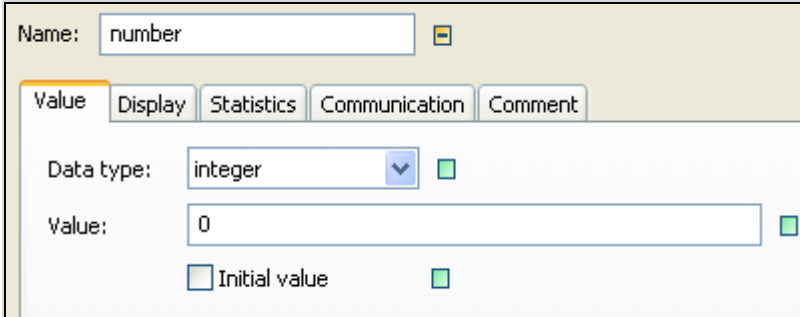 Name: number
Value Display Statistics Communication Comment
Data type: integer
Value: 0
Initial value